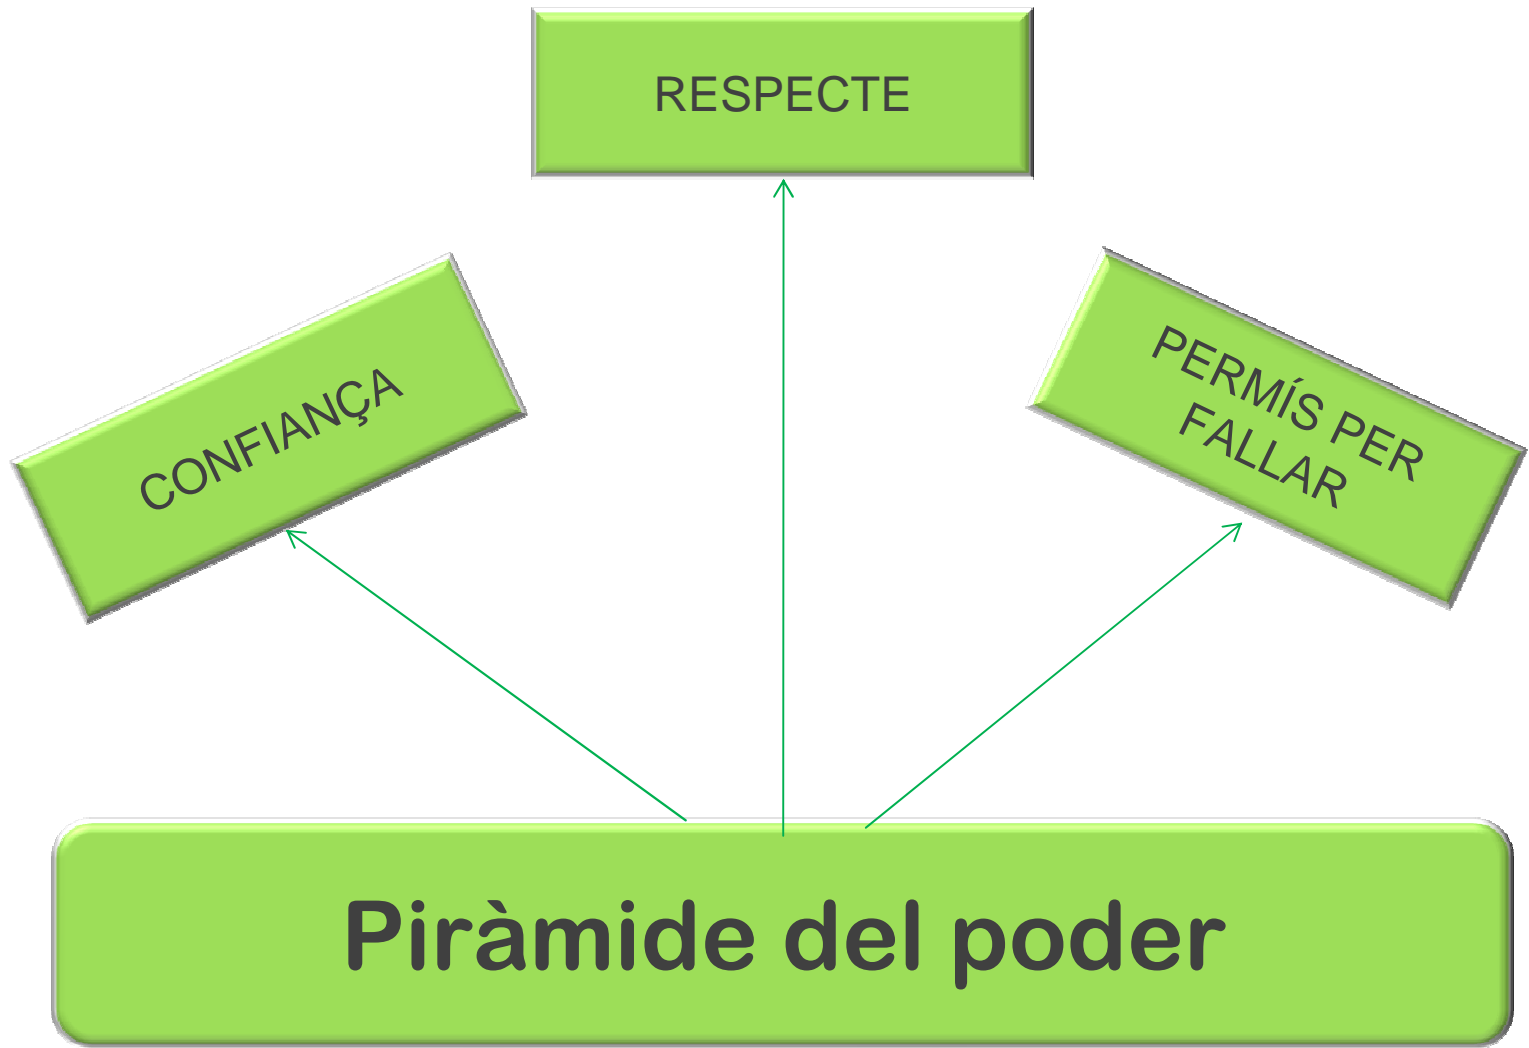 RESPECTE
CONFIANÇA
PERMÍS PER
FALLAR
Piràmide del poder